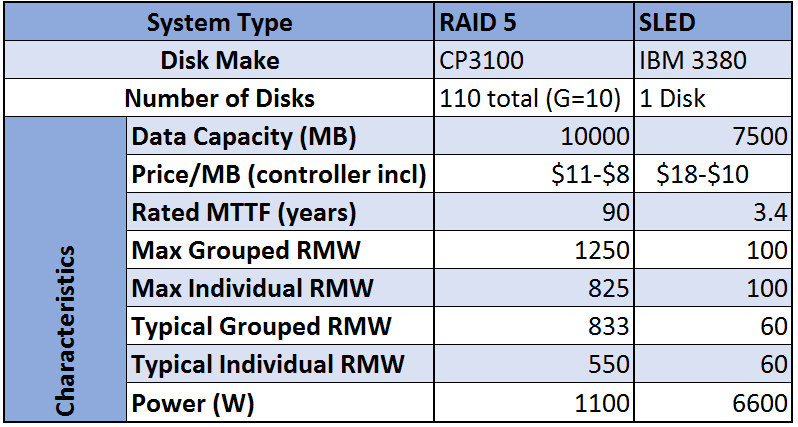 System Type RAID 5 SLED
Disk Make CP3100 IBM 3380
Number of Disks 110 total (G=10) 1 Disk
Characteristics
Data Capacity (MB) 10000 7500
Price/MB (controller incl) $11-$8 $18-$10
Rated MTTF (years) 90 3.4
Max Grouped RMW 1250 100
Max Individual RMW 825 100
Typical Grouped RMW 833 60
Typical Individual RMW 550 60
Power (W) 1100 6600